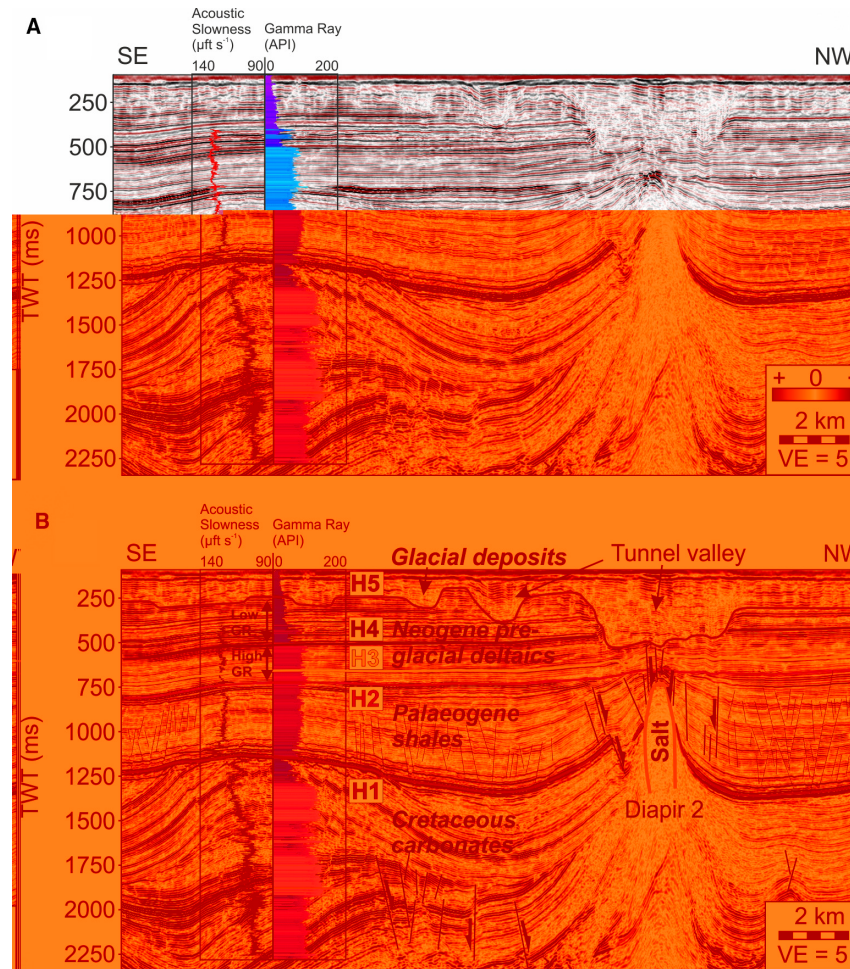 A
SE
Acoustic
Slowness
(µft s⁻¹)
140 90
Gamma Ray
(API)
0 200
NW
250
500
750
1000
1250
1500
1750
2000
2250
TWT (ms)
+ 0
2 km
VE = 5
B
SE
Acoustic
Slowness
(µft s⁻¹)
140 90
Gamma Ray
(API)
0 200
Glacial deposits
Tunnel valley
NW
250
500
750
1000
1250
1500
1750
2000
2250
TWT (ms)
H5
Low
GR
H4
Neogene pre-
glacial deltaics
High
GR
H3
H2
Palaeogene
shales
Salt
Diapir 2
H1
Cretaceous
carbonates
2 km
VE = 5